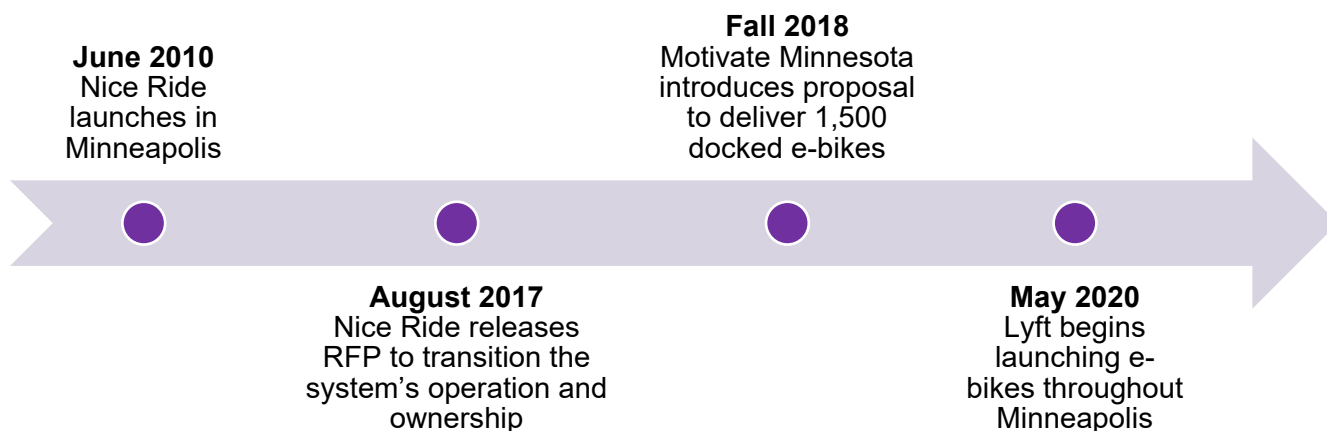 June 2010
Nice Ride
launches in
Minneapolis
August 2017
Nice Ride releases
RFP to transition the
system’s operation and
ownership
Fall 2018
Motivate Minnesota
introduces proposal
to deliver 1,500
docked e-bikes
May 2020
Lyft begins
launching e-
bikes throughout
Minneapolis